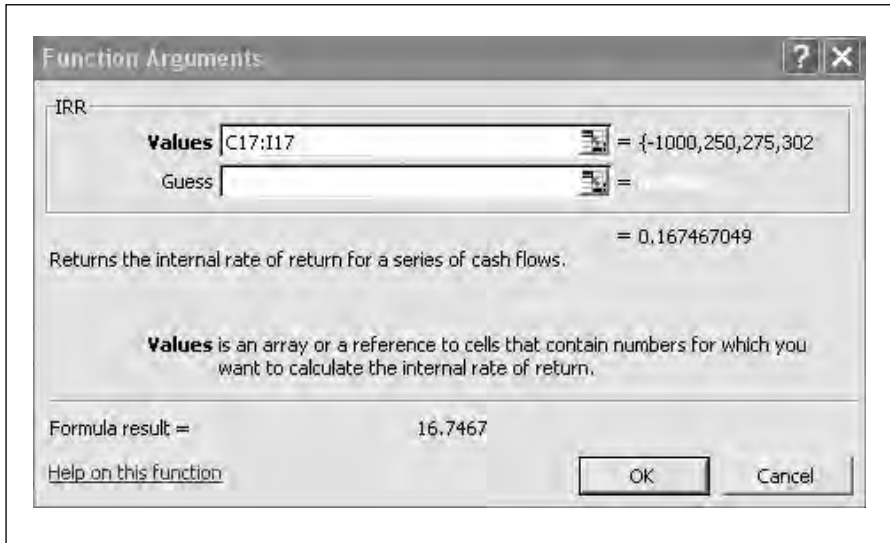 Function Arguments
IRR
Values C17:I17 = {-1000,250,275,302
Guess =
= 0.167467049
Returns the internal rate of return for a series of cash flows.
Values is an array or a reference to cells that contain numbers for which you
want to calculate the internal rate of return.
Formula result = 16.7467
Help on this function OK Cancel